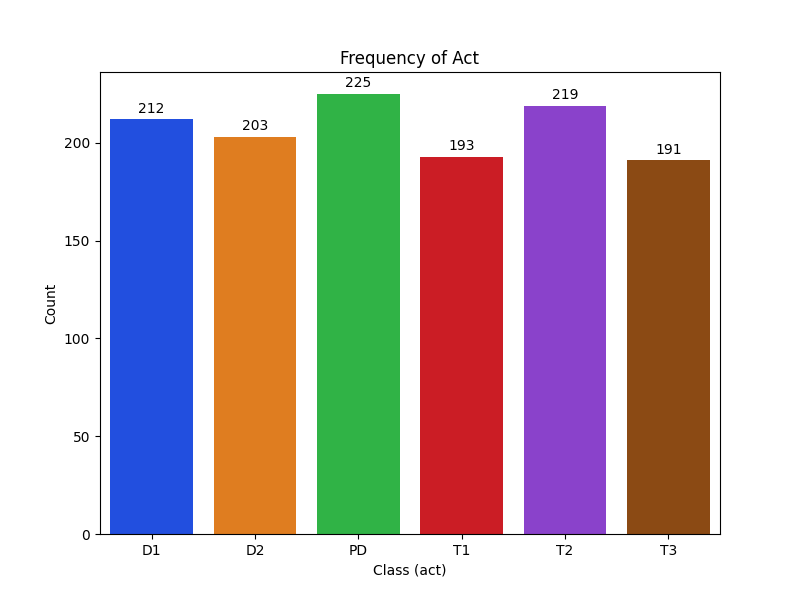 Frequency of Act
225
212
219
203
193
191
200
150
100
50
0
Count
D1 D2 PD T1 T2 T3
Class (act)